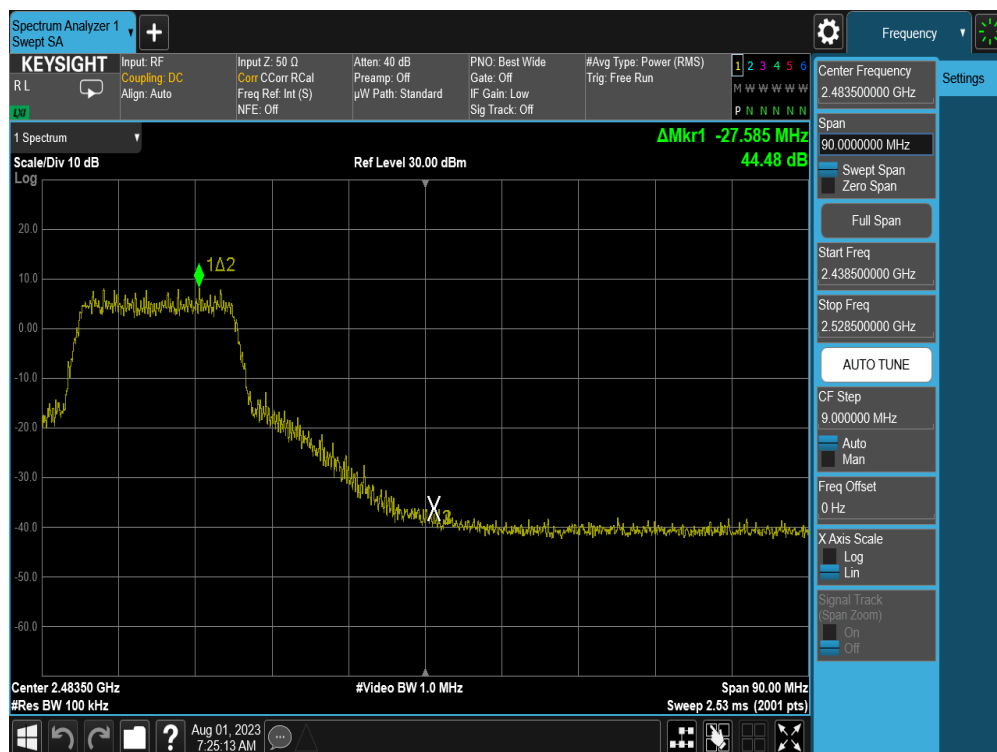 Spectrum Analyzer 1
Swept SA
Frequency
KEYSIGHT
R L
LXI
Input: RF
Coupling: DC
Align: Auto
Input Z: 50 Ω
Corr CCorr RCal
Freq Ref: Int (S)
NFE: Off
Atten: 40 dB
Preamp: Off
µW Path: Standard
PNO: Best Wide
Gate: Off
IF Gain: Low
Sig Track: Off
#Avg Type: Power (RMS)
Trig: Free Run
1 2 3 4 5 6
M W W W W W
P N N N N N
1 Spectrum
Scale/Div 10 dB
Log
Ref Level 30.00 dBm
ΔMkr1 -27.585 MHz
44.48 dB
20.0
10.0
0.00
-10.0
-20.0
-30.0
-40.0
-50.0
-60.0
1Δ2
X
Center 2.48350 GHz
#Res BW 100 kHz
#Video BW 1.0 MHz
Span 90.00 MHz
Sweep 2.53 ms (2001 pts)
Aug 01, 2023
7:25:13 AM
?
Center Frequency
2.483500000 GHz
Settings
Span
90.0000000 MHz
Swept Span
Zero Span
Full Span
Start Freq
2.438500000 GHz
Stop Freq
2.528500000 GHz
AUTO TUNE
CF Step
9.000000 MHz
Auto
Man
Freq Offset
0 Hz
X Axis Scale
Log
Lin
Signal Track
(Span Zoom)
On
Off